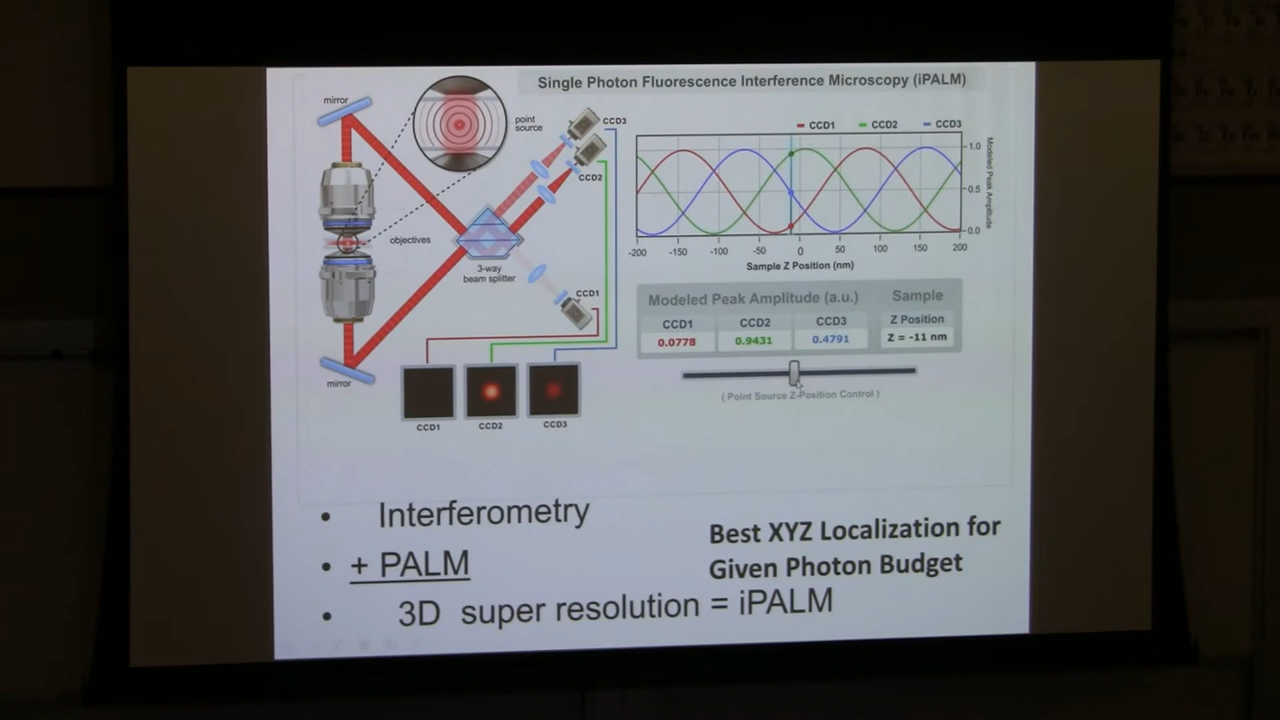 Single Photon Fluorescence Interference Microscopy (iPALM)
mirror
point
source
CCD3
CCD2
objectives
3-way
beam splitter
CCD1
mirror
CCD1
CCD2
CCD3
CCD1
CCD2
CCD3
1.0
0.5
0.0
Modeled Peak Amplitude
-200
-150
-100
-50
0
50
100
150
200
Sample Z Position (nm)
Modeled Peak Amplitude (a.u.)
Sample
CCD1
CCD2
CCD3
Z Position
0.0778
0.9431
0.4791
Z = -11 nm
( Point Source Z-Position Control )
• Interferometry
• + PALM
• 3D super resolution = iPALM
Best XYZ Localization for
Given Photon Budget